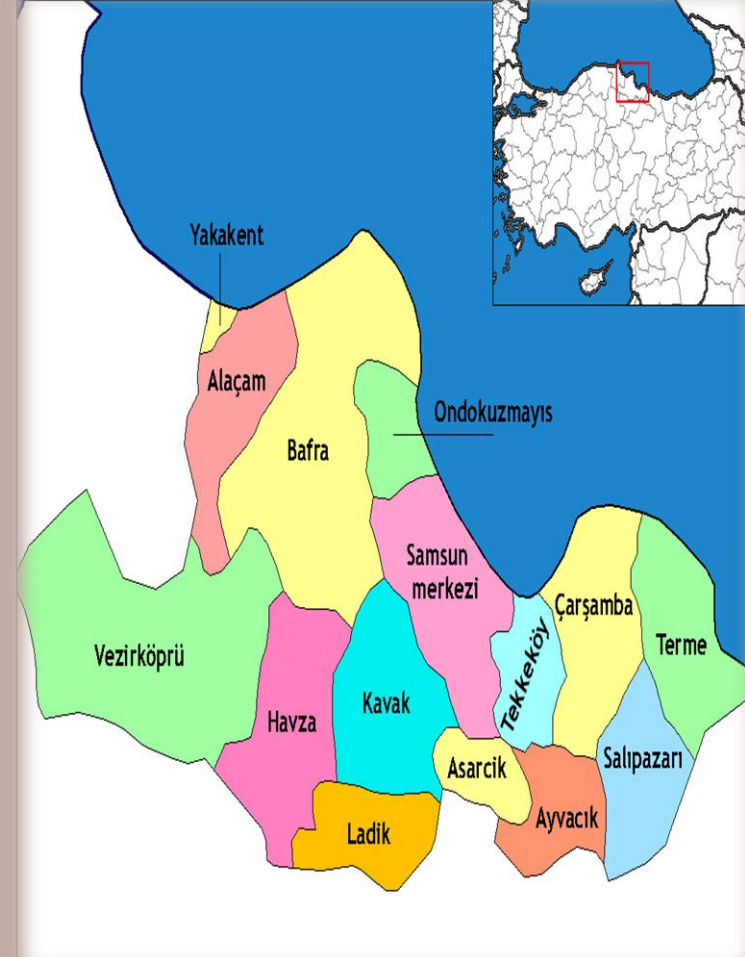 Yakakent
Alaçam
Ondokuzmayıs
Bafra
Samsun
merkezi
Çarşamba
Tekkeköy
Terme
Vezirköprü
Kavak
Havza
Salıpazarı
Asarcik
Ayvacık
Ladik